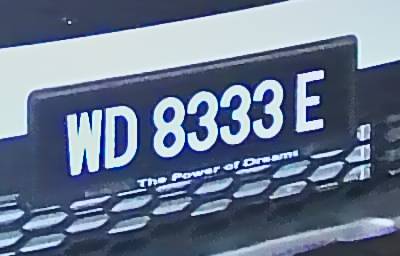 WD 8333 E
The Power of Dreams